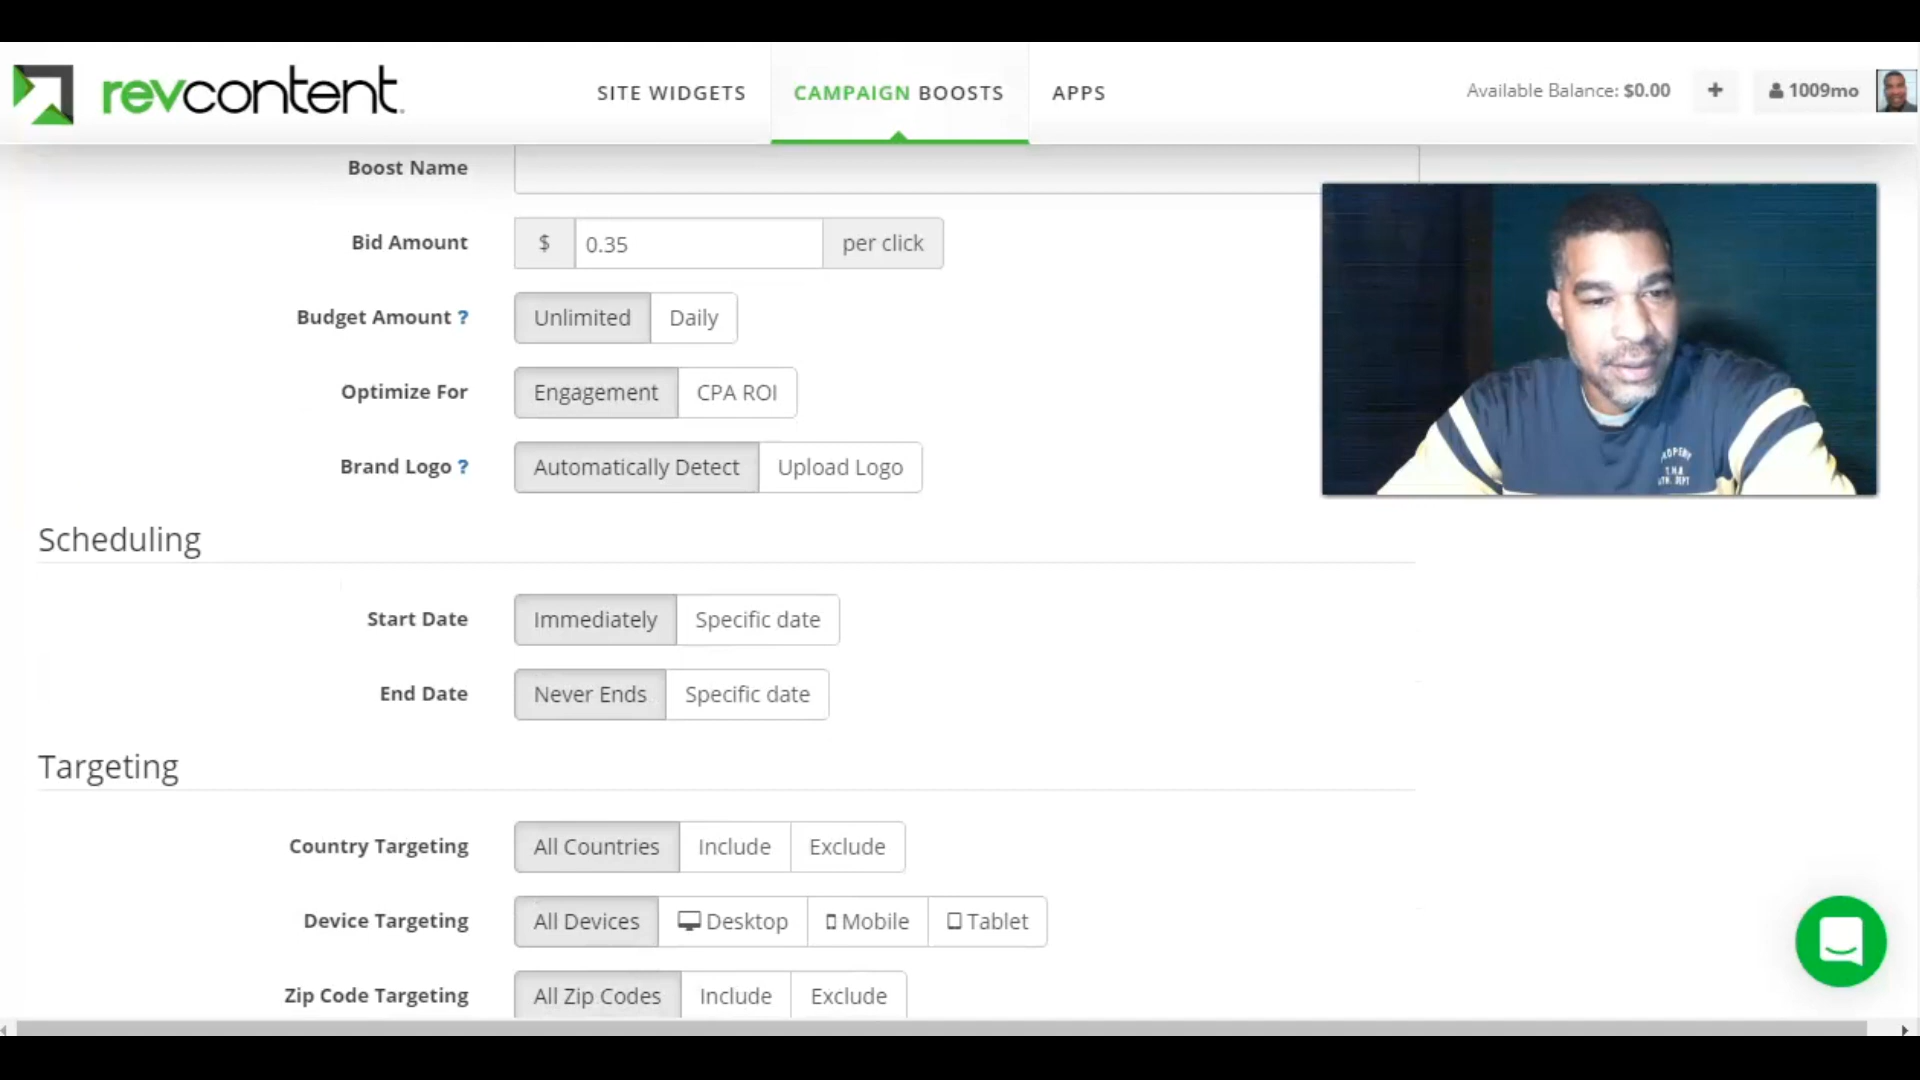 revcontent.
SITE WIDGETS CAMPAIGN BOOSTS APPS
Available Balance: $0.00 + 1009mo
Boost Name
Bid Amount $ 0.35 per click
Budget Amount ? Unlimited Daily
Optimize For Engagement CPA ROI
Brand Logo ? Automatically Detect Upload Logo
Scheduling
Start Date Immediately Specific date
End Date Never Ends Specific date
Targeting
Country Targeting All Countries Include Exclude
Device Targeting All Devices Desktop Mobile Tablet
Zip Code Targeting All Zip Codes Include Exclude